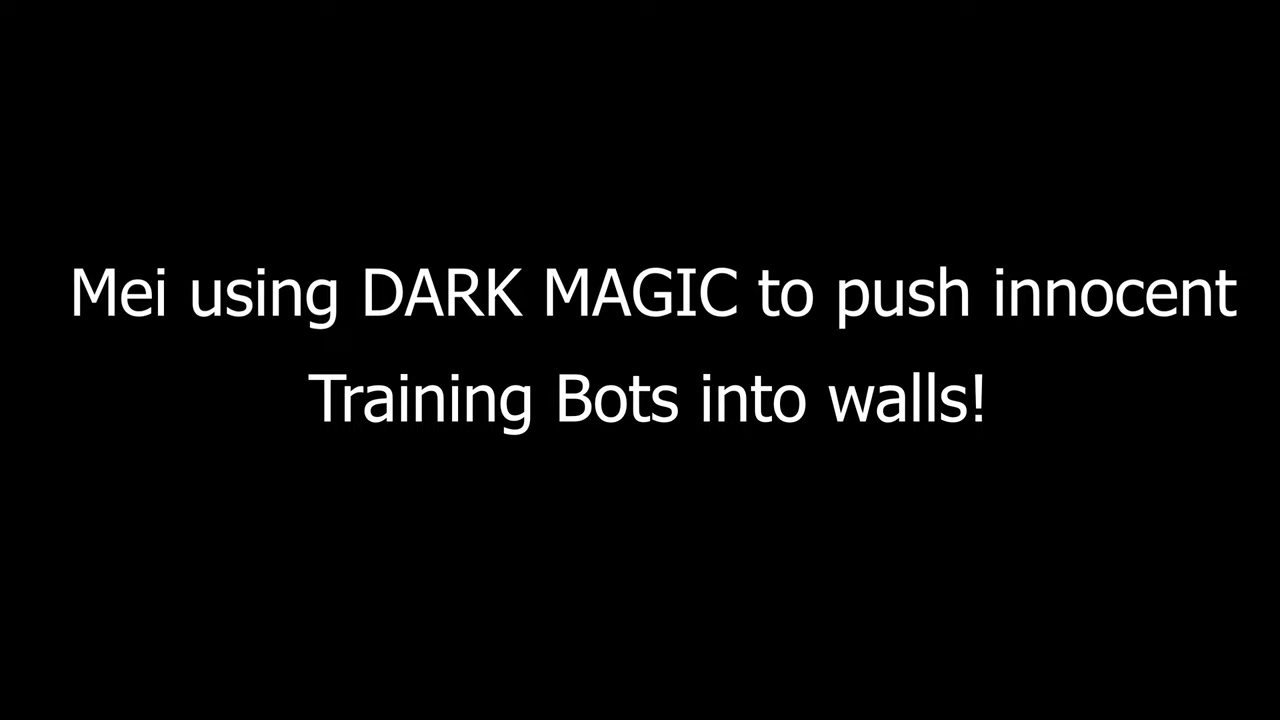 Mei using DARK MAGIC to push innocent
Training Bots into walls!